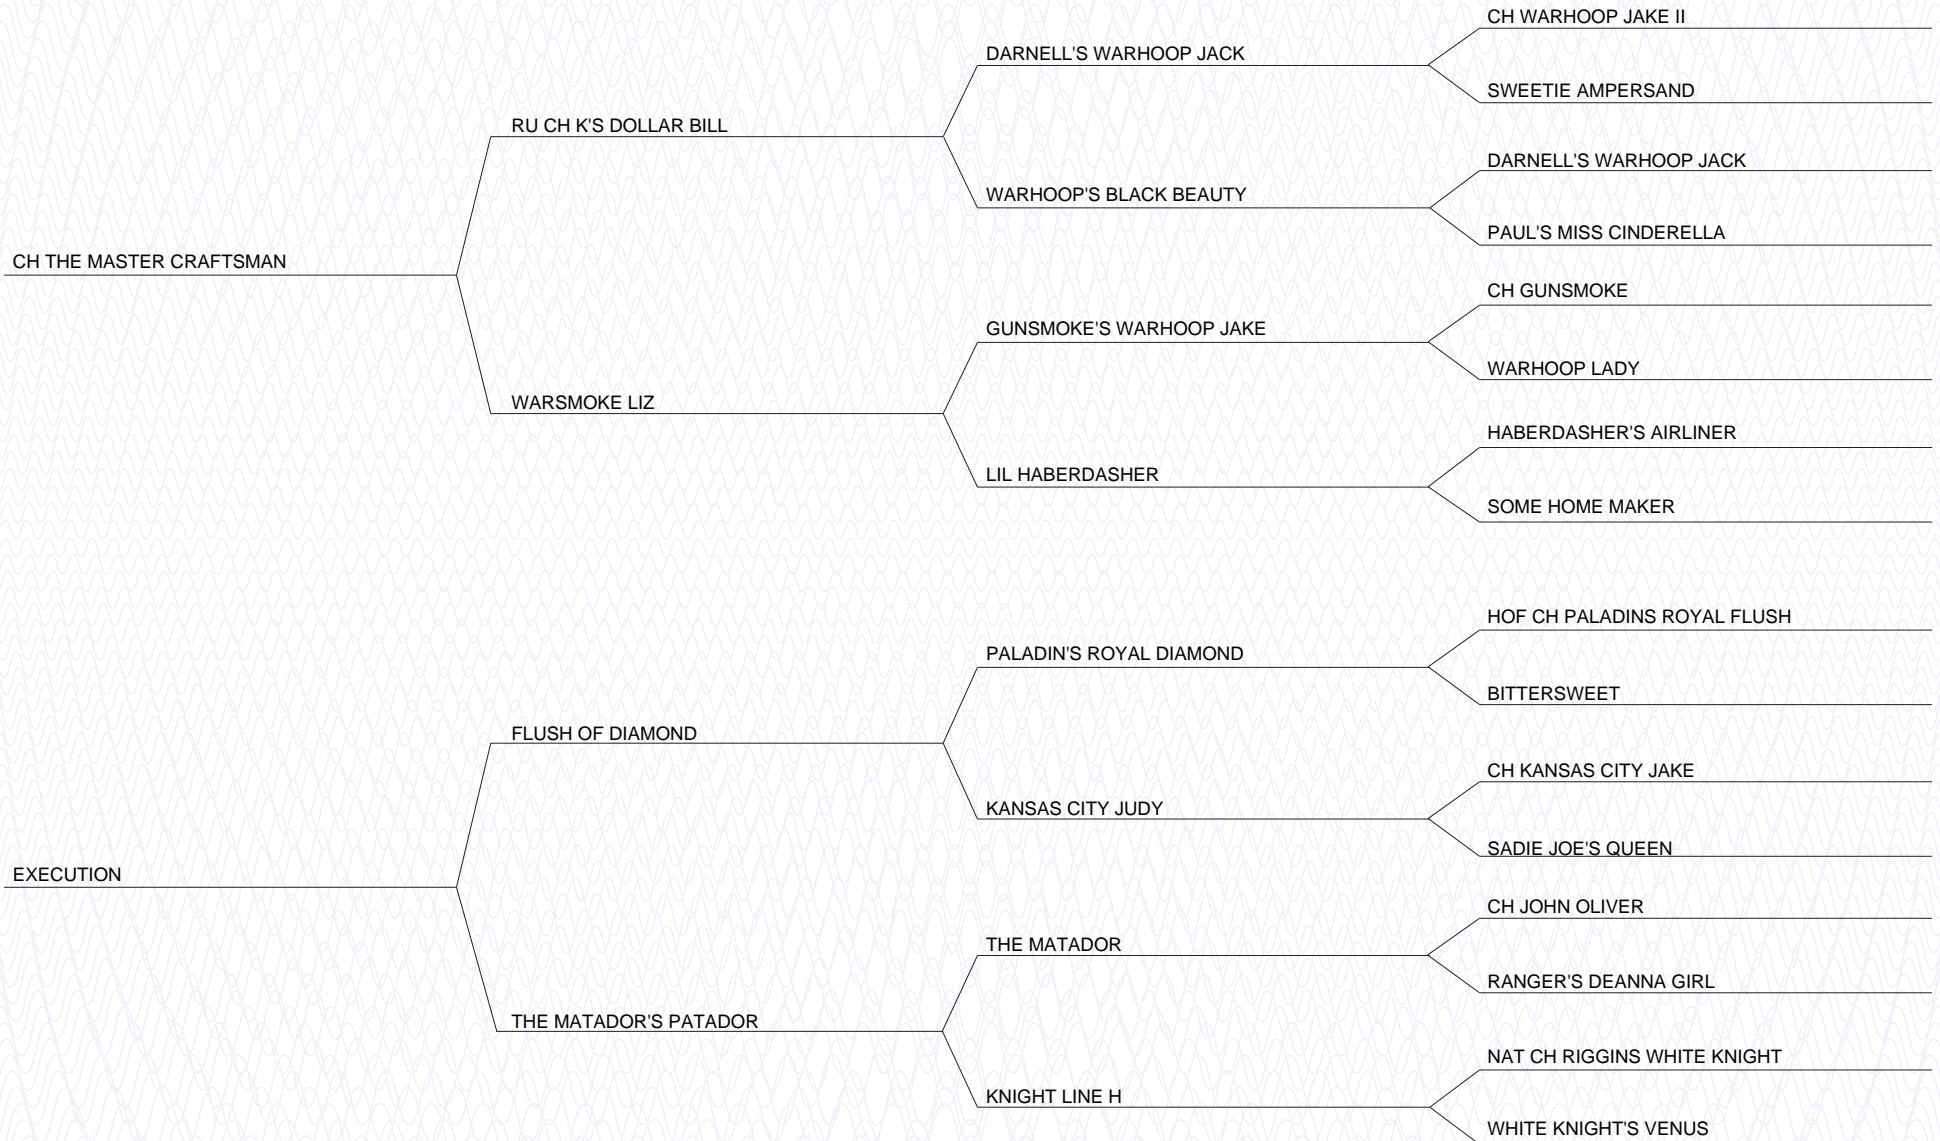 CH WARHOOP JAKE II
DARNELL'S WARHOOP JACK
SWEETIE AMPERSAND
RU CH K'S DOLLAR BILL
DARNELL'S WARHOOP JACK
WARHOOP'S BLACK BEAUTY
PAUL'S MISS CINDERELLA
CH THE MASTER CRAFTSMAN
CH GUNSMOKE
GUNSMOKE'S WARHOOP JAKE
WARHOOP LADY
WARSMOKE LIZ
HABERDASHER'S AIRLINER
LIL HABERDASHER
SOME HOME MAKER
HOF CH PALADINS ROYAL FLUSH
PALADIN'S ROYAL DIAMOND
BITTERSWEET
FLUSH OF DIAMOND
CH KANSAS CITY JAKE
KANSAS CITY JUDY
SADIE JOE'S QUEEN
EXECUTION
CH JOHN OLIVER
THE MATADOR
RANGER'S DEANNA GIRL
THE MATADOR'S PATADOR
NAT CH RIGGINS WHITE KNIGHT
KNIGHT LINE H
WHITE KNIGHT'S VENUS